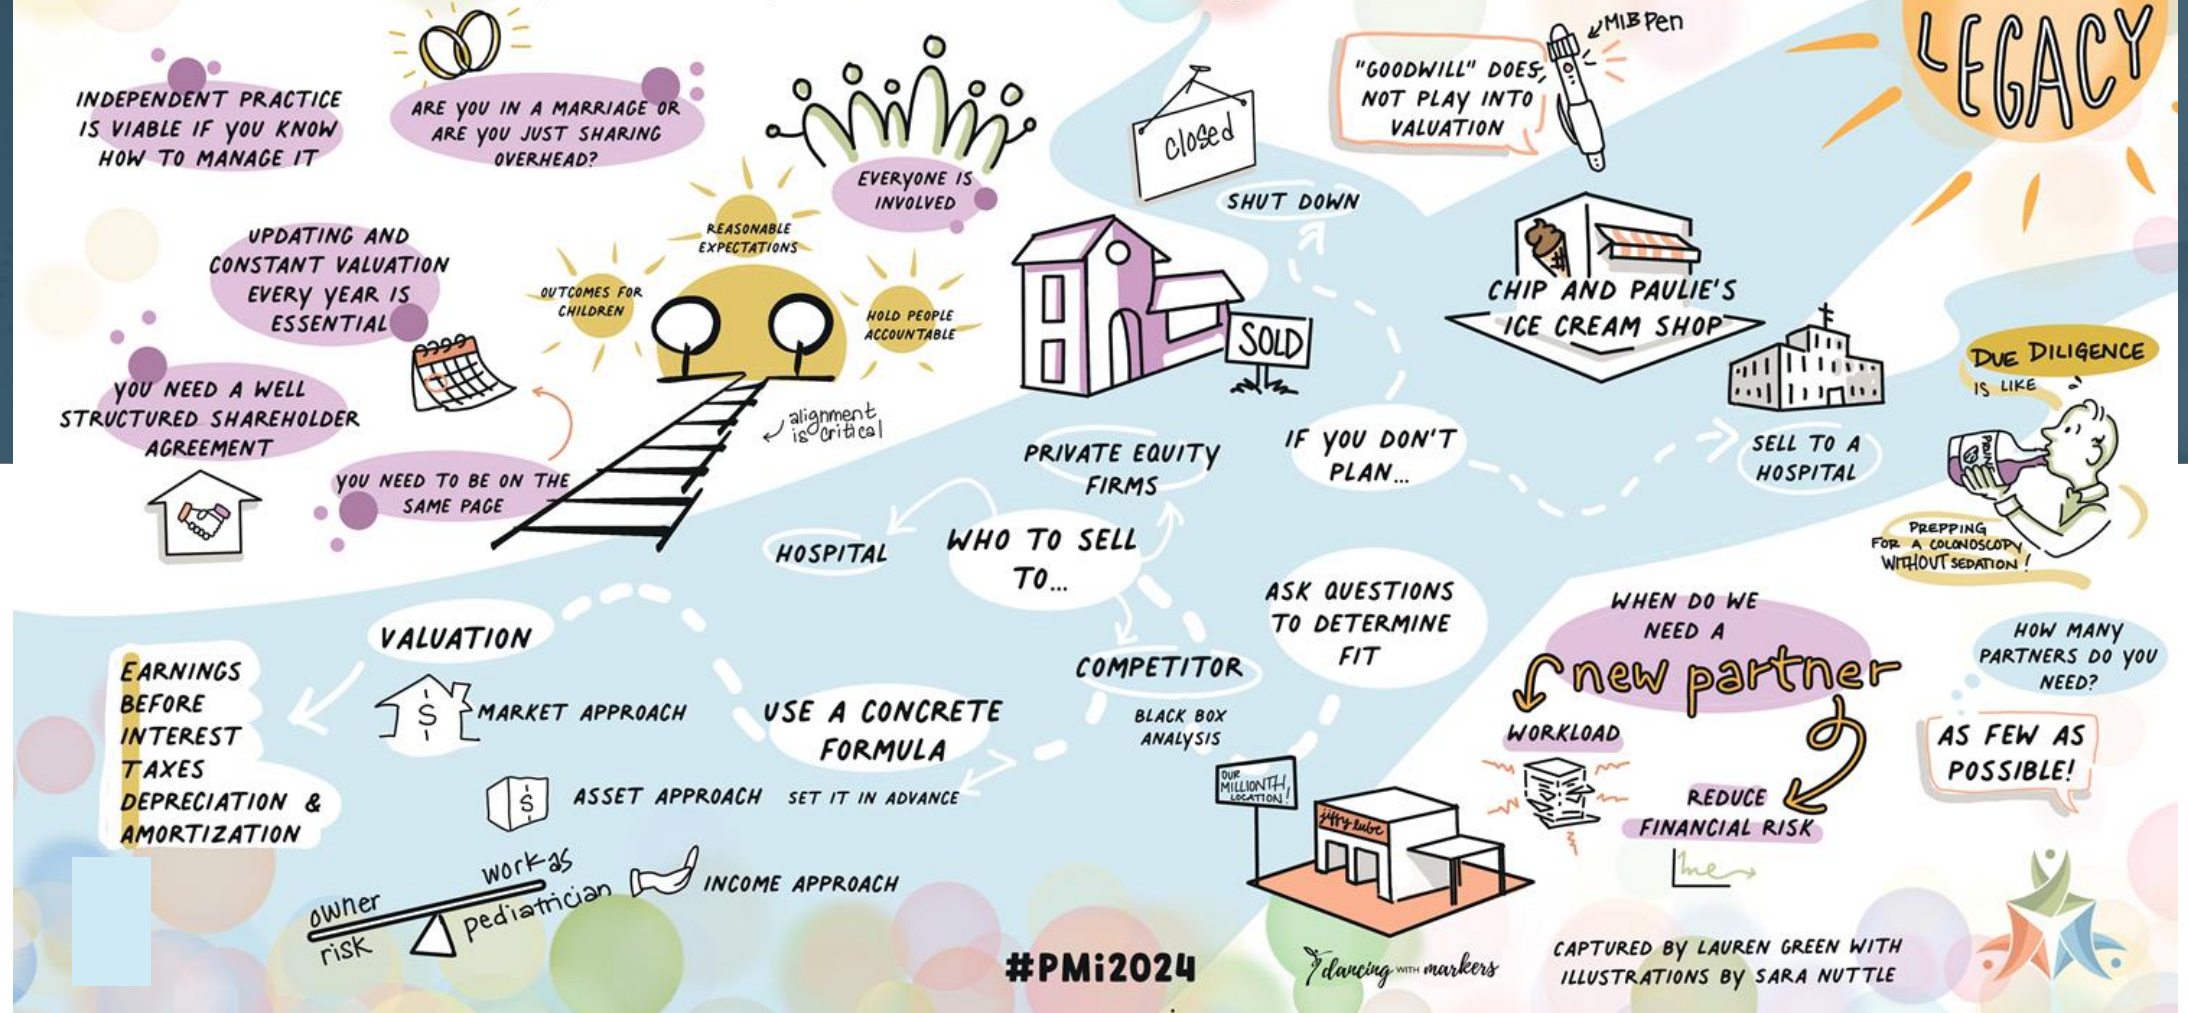 LEGACY
MIB Pen
"GOODWILL" DOES
NOT PLAY INTO
VALUATION
INDEPENDENT PRACTICE
IS VIABLE IF YOU KNOW
HOW TO MANAGE IT
ARE YOU IN A MARRIAGE OR
ARE YOU JUST SHARING
OVERHEAD?
EVERYONE IS
INVOLVED
closed
SHUT DOWN
UPDATING AND
CONSTANT VALUATION
EVERY YEAR IS
ESSENTIAL
REASONABLE
EXPECTATIONS
OUTCOMES FOR
CHILDREN
HOLD PEOPLE
ACCOUNTABLE
alignment
is critical
YOU NEED A WELL
STRUCTURED SHAREHOLDER
AGREEMENT
YOU NEED TO BE ON THE
SAME PAGE
SOLD
CHIP AND PAULIE'S
ICE CREAM SHOP
DUE DILIGENCE
IS LIKE
PRUNE
PREPPING
FOR A COLONOSCOPY
WITHOUT SEDATION!
PRIVATE EQUITY
FIRMS
IF YOU DON'T
PLAN...
SELL TO A
HOSPITAL
HOSPITAL
WHO TO SELL
TO...
COMPETITOR
BLACK BOX
ANALYSIS
ASK QUESTIONS
TO DETERMINE
FIT
WHEN DO WE
NEED A
new partner
WORKLOAD
REDUCE
FINANCIAL RISK
HOW MANY
PARTNERS DO YOU
NEED?
AS FEW AS
POSSIBLE!
VALUATION
EARNINGS
BEFORE
INTEREST
TAXES
DEPRECIATION &
AMORTIZATION
$
MARKET APPROACH
$
ASSET APPROACH
INCOME APPROACH
USE A CONCRETE
FORMULA
SET IT IN ADVANCE
OUR
MILLIONTH
LOCATION!
jiffy lube
owner
risk
work as
pediatrician
#PMi2024
dancing WITH markers
CAPTURED BY LAUREN GREEN WITH
ILLUSTRATIONS BY SARA NUTTLE